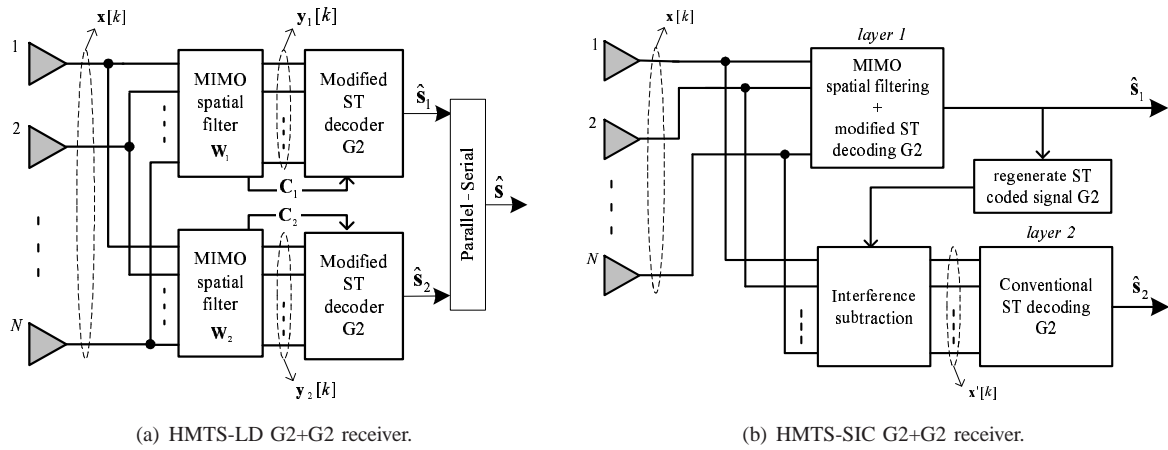 x[k]
y₁[k]
1
2
N
MIMO
spatial
filter
W₁
Modified
ST
decoder
G2
ŝ₁
C₁
C₂
MIMO
spatial
filter
W₂
Modified
ST
decoder
G2
ŝ₂
y₂[k]
Parallel - Serial
ŝ
(a) HMTS-LD G2+G2 receiver.
x[k]
1
2
N
layer 1
MIMO
spatial filtering
+
modified ST
decoding G2
ŝ₁
regenerate ST
coded signal G2
layer 2
Interference
subtraction
Conventional
ST decoding
G2
ŝ₂
x'[k]
(b) HMTS-SIC G2+G2 receiver.